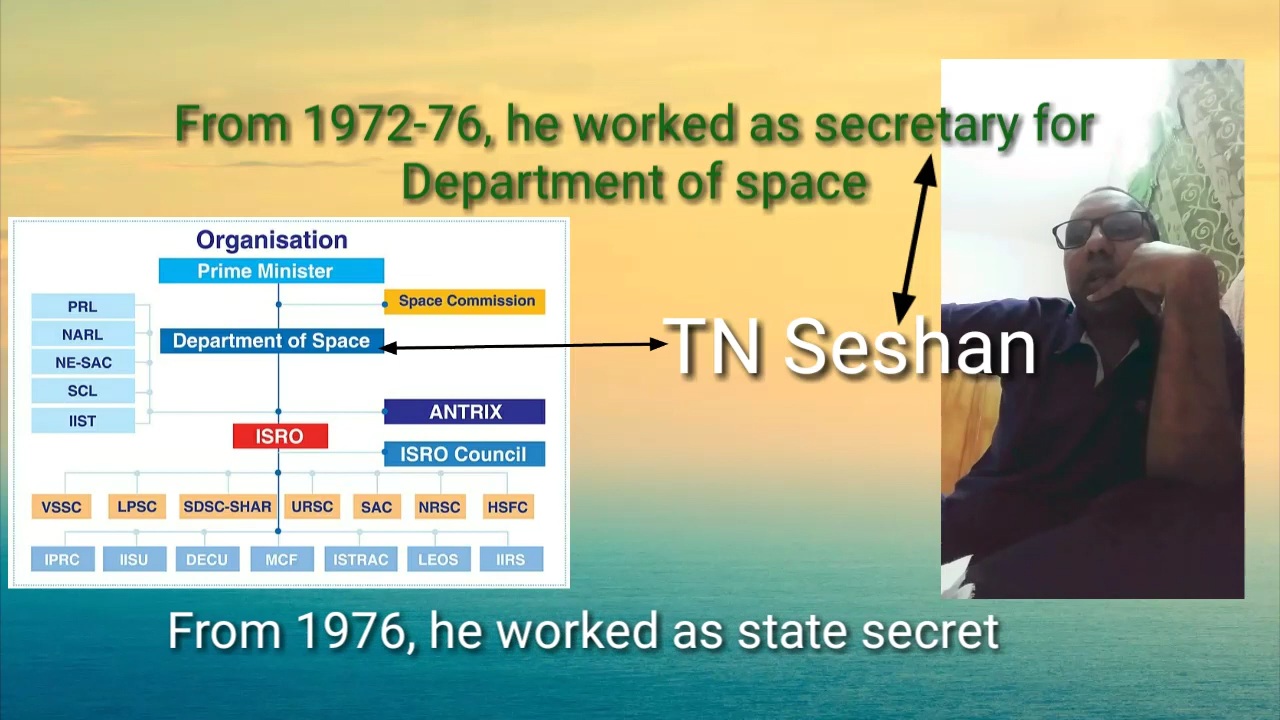 From 1972-76, he worked as secretary for
Department of space
Organisation
Prime Minister
Space Commission
PRL
NARL
NE-SAC
SCL
IIST
Department of Space
TN Seshan
ANTRIX
ISRO
ISRO Council
VSSC LPSC SDSC-SHAR URSC SAC NRSC HSFC
IPRC IISU DECU MCF ISTRAC LEOS IIRS
From 1976, he worked as state secret